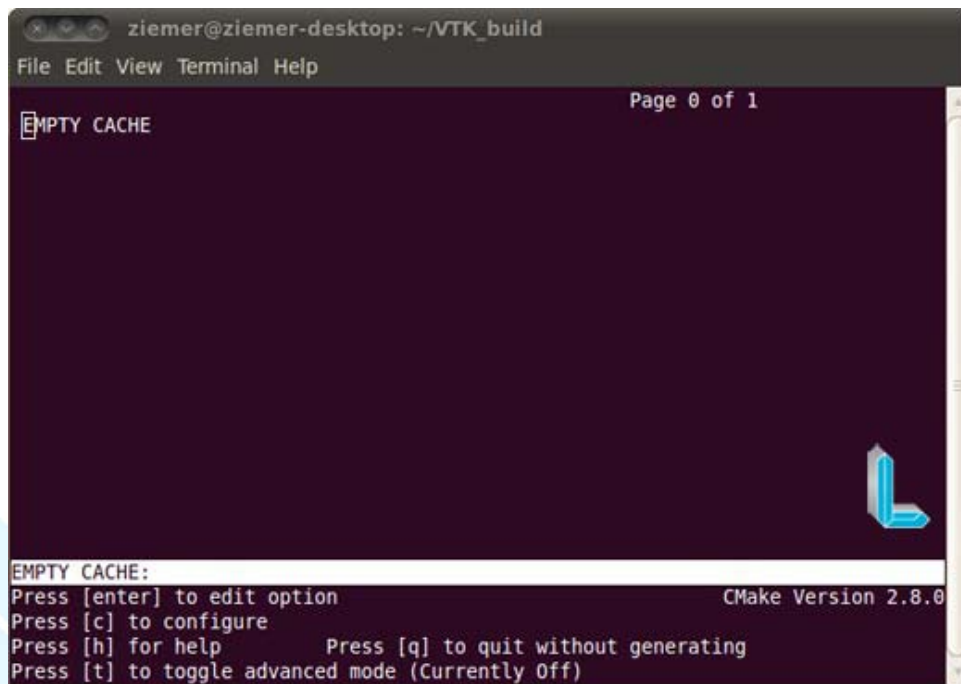 ziemer@ziemer-desktop: ~/VTK_build
File Edit View Terminal Help
Page 0 of 1
EMPTY CACHE
EMPTY CACHE:
Press [enter] to edit option CMake Version 2.8.0
Press [c] to configure
Press [h] for help Press [q] to quit without generating
Press [t] to toggle advanced mode (Currently Off)